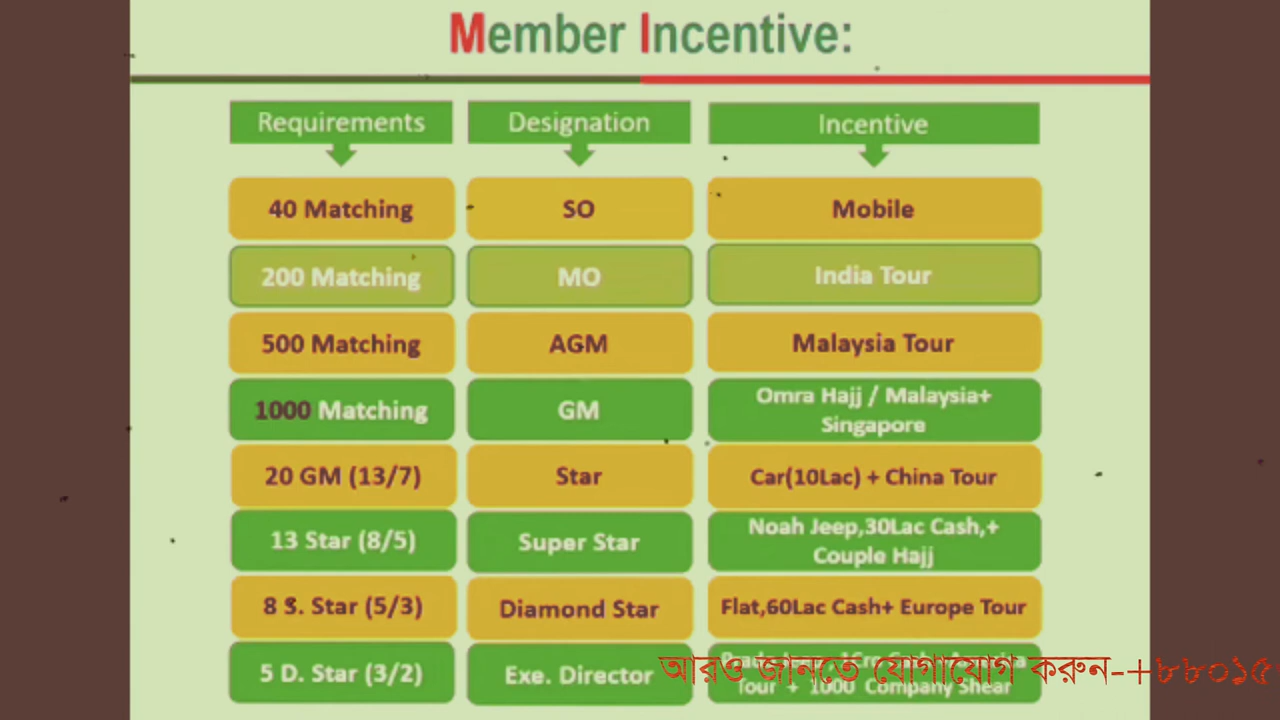 Member Incentive:
Requirements Designation Incentive
40 Matching SO Mobile
200 Matching MO India Tour
500 Matching AGM Malaysia Tour
1000 Matching GM Omra Hajj / Malaysia+
Singapore
20 GM (13/7) Star Car(10Lac) + China Tour
13 Star (8/5) Super Star Noah Jeep,30Lac Cash,+
Couple Hajj
8 S. Star (5/3) Diamond Star Flat,60Lac Cash+ Europe Tour
5 D. Star (3/2) Exe. Director
Tour + 1000 Company Shear
আরও জানতে যোগাযোগ করুন-+৮৮০১৫